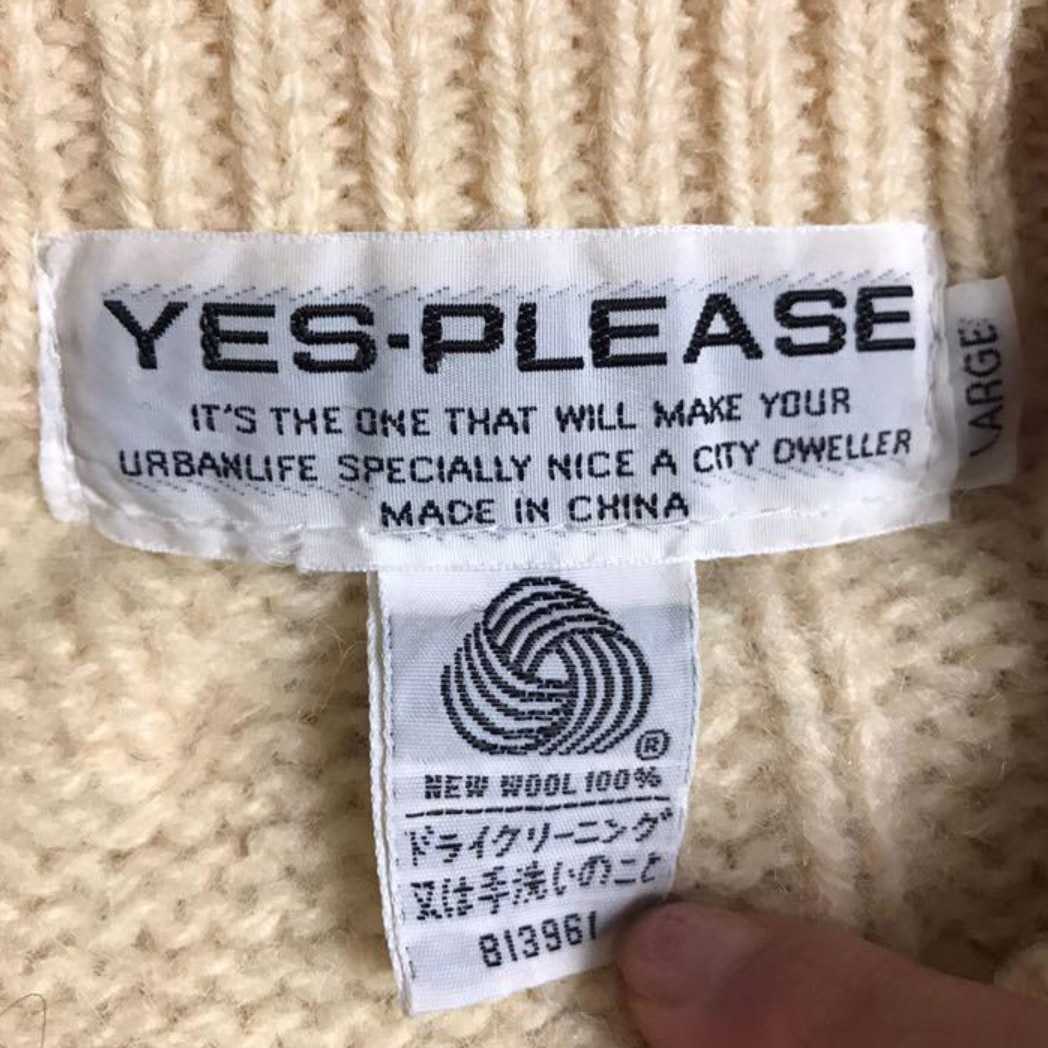 YES-PLEASE
IT'S THE ONE THAT WILL MAKE YOUR
URBANLIFE SPECIALLY NICE A CITY DWELLER
MADE IN CHINA
LARGE
®
NEW WOOL 100%
ドライクリーニング
又は手洗いのこと
813961